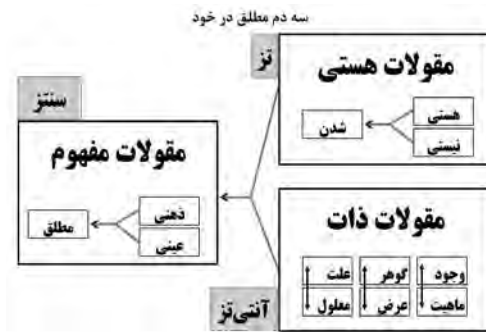 سه دم مطلق در خود
تز
مقولات هستی
هستی
شدن
نیستی
سنتز
مقولات مفهوم
ذهنی
مطلق
عینی
مقولات ذات
وجود گوهر علت
ماهیت عرض معلول
آنتی‌تز